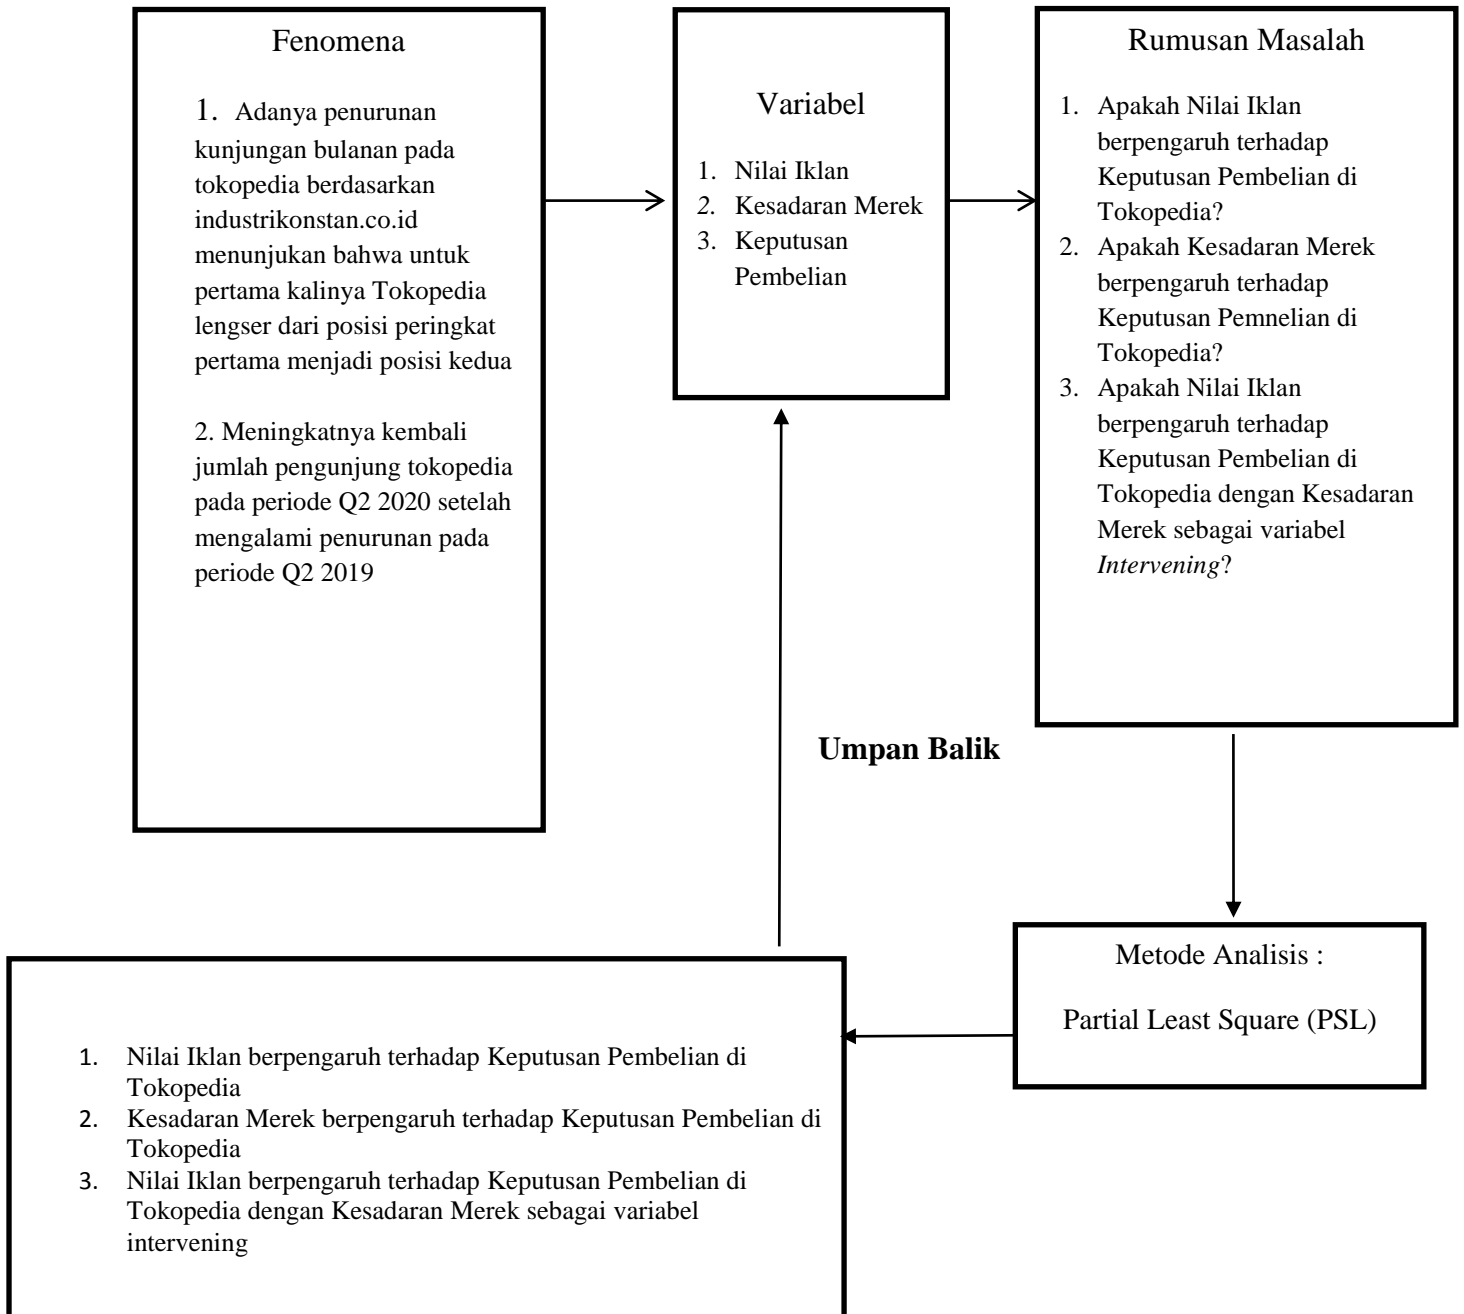 Fenomena
1. Adanya penurunan
kunjungan bulanan pada
tokopedia berdasarkan
industrikonstan.co.id
menunjukan bahwa untuk
pertama kalinya Tokopedia
lengser dari posisi peringkat
pertama menjadi posisi kedua
2. Meningkatnya kembali
jumlah pengunjung tokopedia
pada periode Q2 2020 setelah
mengalami penurunan pada
periode Q2 2019
Variabel
1. Nilai Iklan
2. Kesadaran Merek
3. Keputusan
Pembelian
Rumusan Masalah
1. Apakah Nilai Iklan
berpengaruh terhadap
Keputusan Pembelian di
Tokopedia?
2. Apakah Kesadaran Merek
berpengaruh terhadap
Keputusan Pemnelian di
Tokopedia?
3. Apakah Nilai Iklan
berpengaruh terhadap
Keputusan Pembelian di
Tokopedia dengan Kesadaran
Merek sebagai variabel
Intervening?
Umpan Balik
Metode Analisis :
Partial Least Square (PSL)
1. Nilai Iklan berpengaruh terhadap Keputusan Pembelian di
Tokopedia
2. Kesadaran Merek berpengaruh terhadap Keputusan Pembelian di
Tokopedia
3. Nilai Iklan berpengaruh terhadap Keputusan Pembelian di
Tokopedia dengan Kesadaran Merek sebagai variabel
intervening